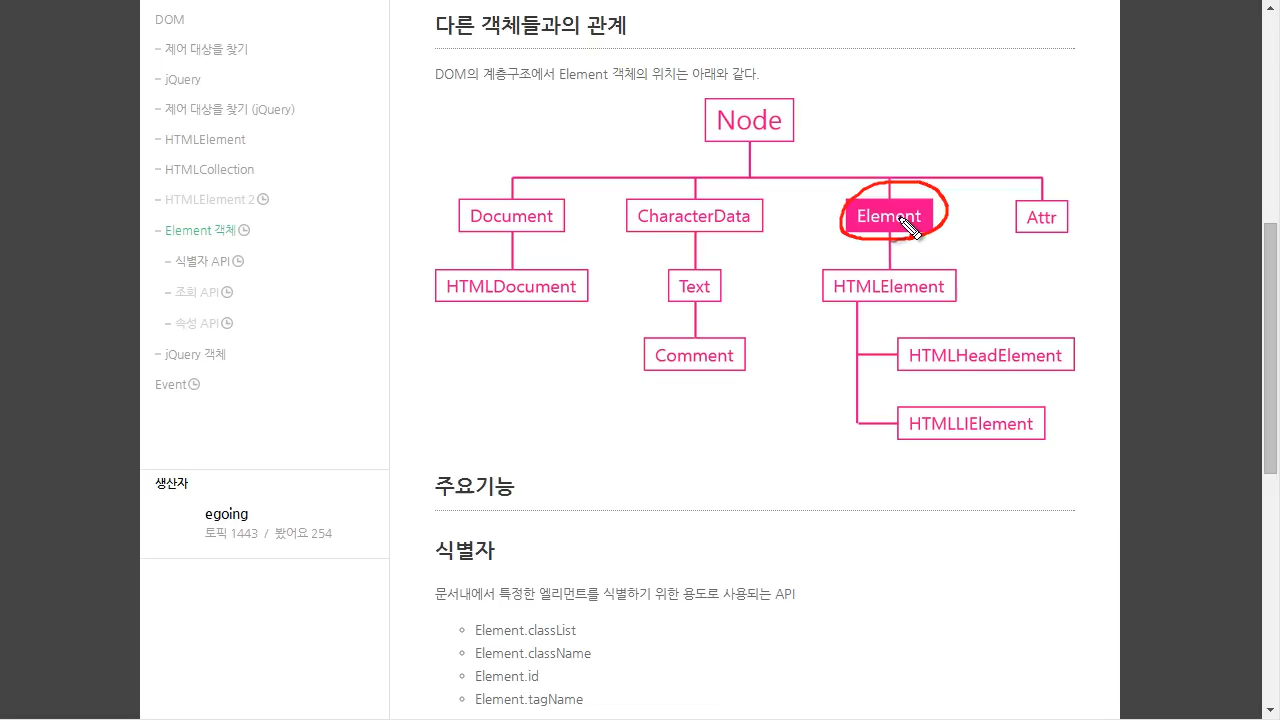 DOM
– 제어 대상을 찾기
– jQuery
– 제어 대상을 찾기 (jQuery)
– HTMLElement
– HTMLCollection
– HTMLElement 2
– Element 객체
– 식별자 API
– 조회 API
– 속성 API
– jQuery 객체
Event
생산자
egoing
토픽 1443 / 봤어요 254
다른 객체들과의 관계
DOM의 계층구조에서 Element 객체의 위치는 아래와 같다.
Node
Document CharacterData Element Attr
HTMLDocument Text HTMLElement
Comment HTMLHeadElement
HTMLLIElement
주요기능
식별자
문서내에서 특정한 엘리먼트를 식별하기 위한 용도로 사용되는 API
Element.classList
Element.className
Element.id
Element.tagName